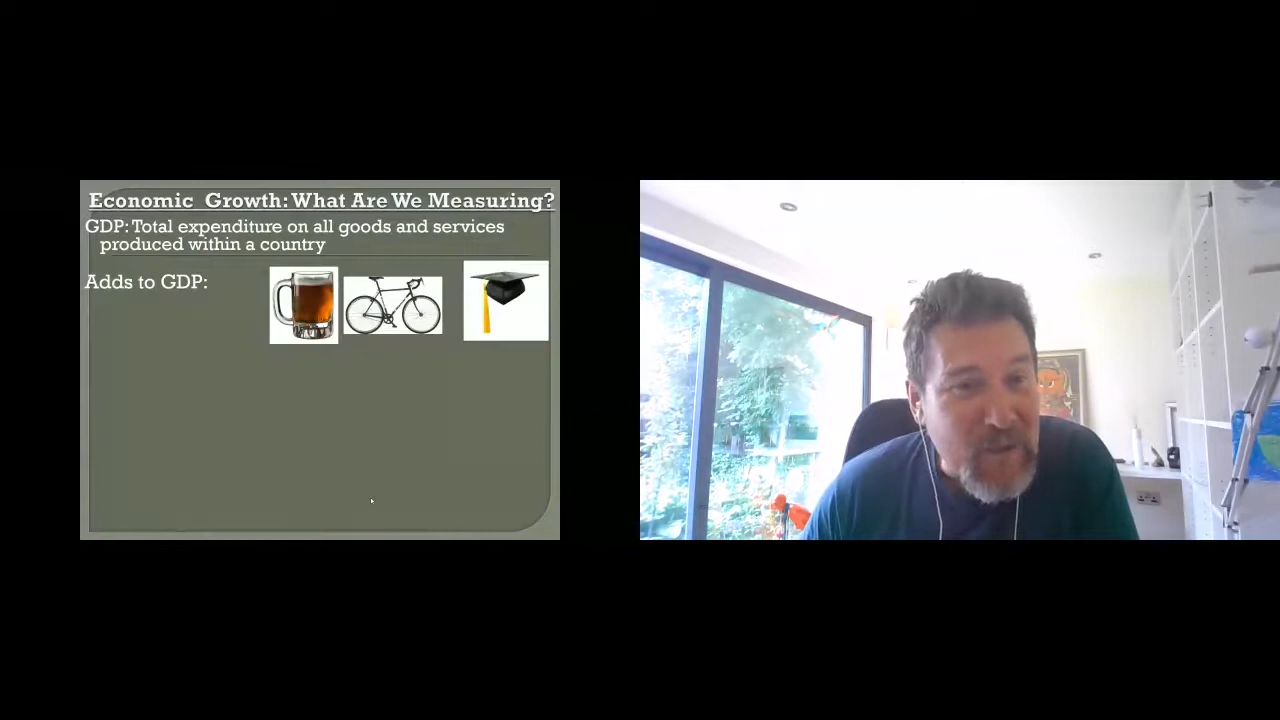 Economic Growth: What Are We Measuring?
GDP: Total expenditure on all goods and services
produced within a country
Adds to GDP: